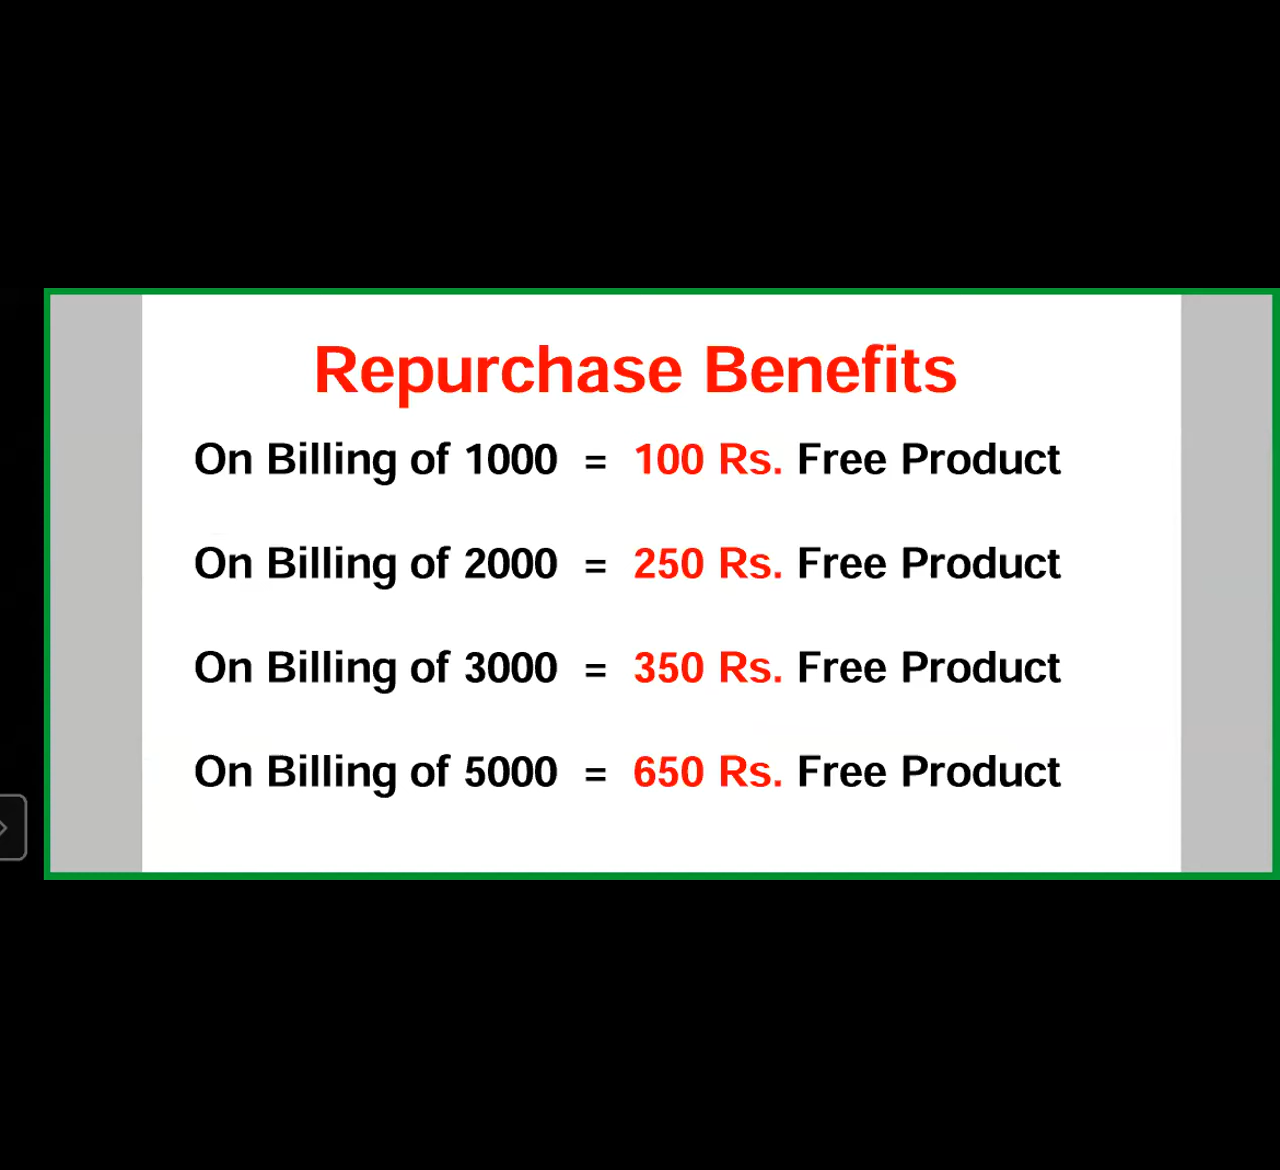 Repurchase Benefits
On Billing of 1000 = 100 Rs. Free Product
On Billing of 2000 = 250 Rs. Free Product
On Billing of 3000 = 350 Rs. Free Product
On Billing of 5000 = 650 Rs. Free Product